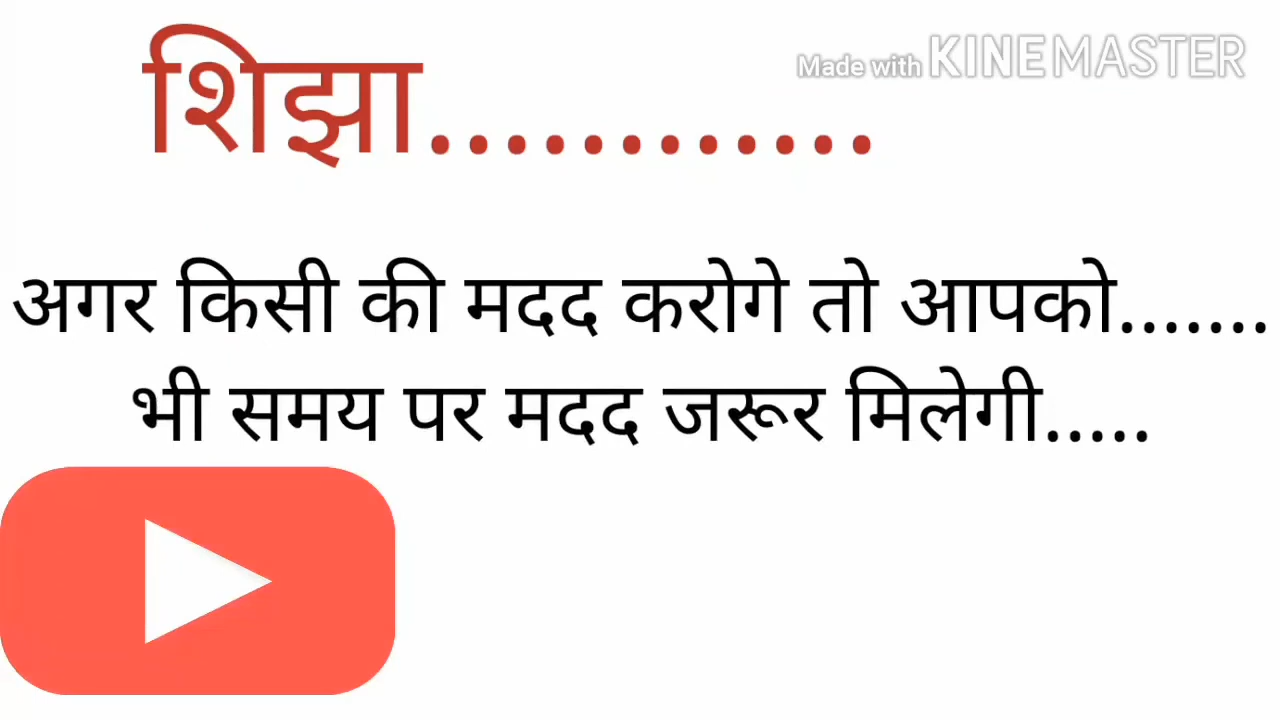 शिझा............
Made with KINEMASTER
अगर किसी की मदद करोगे तो आपको.......
भी समय पर मदद जरूर मिलेगी.....